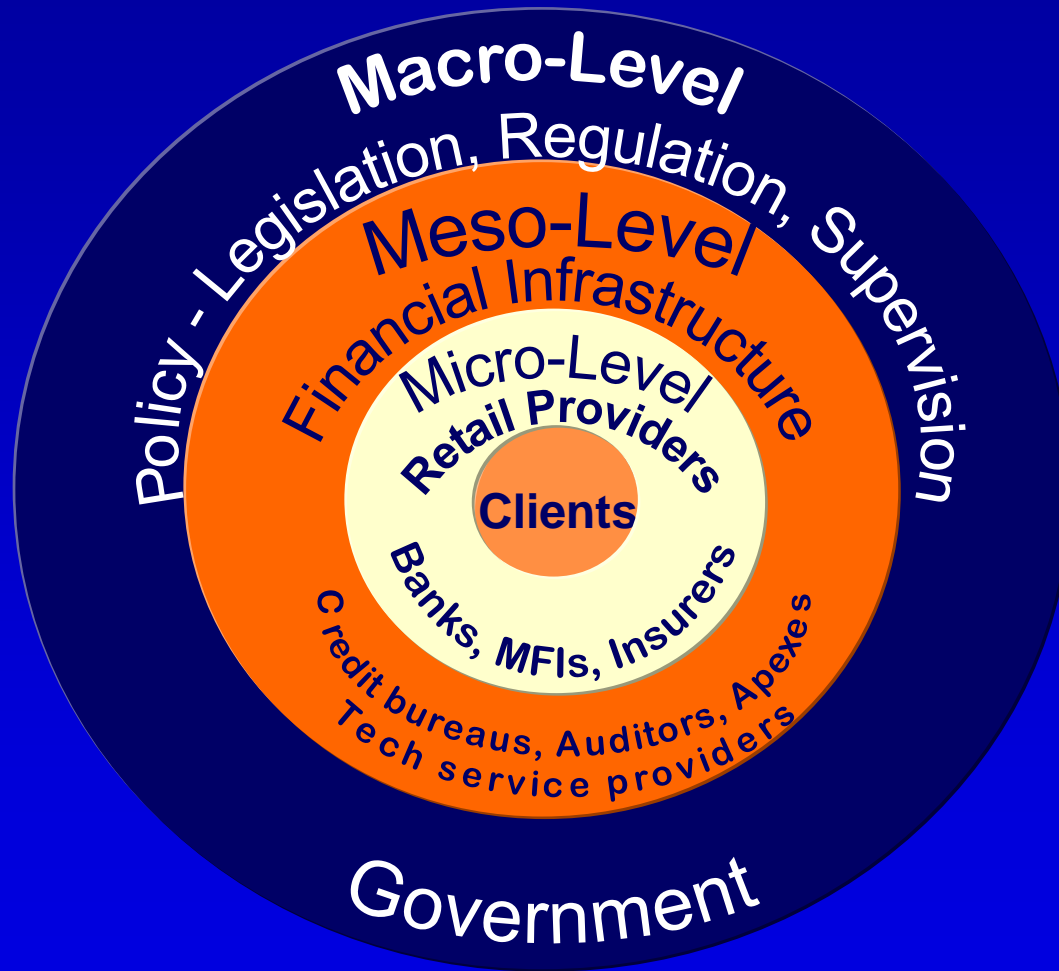 Macro-Level
Policy - Legislation, Regulation, Supervision
Meso-Level
Financial Infrastructure
Micro-Level
Retail Providers
Clients
Banks, MFIs, Insurers
Credit bureaus, Auditors, Apexes
Tech service providers
Government